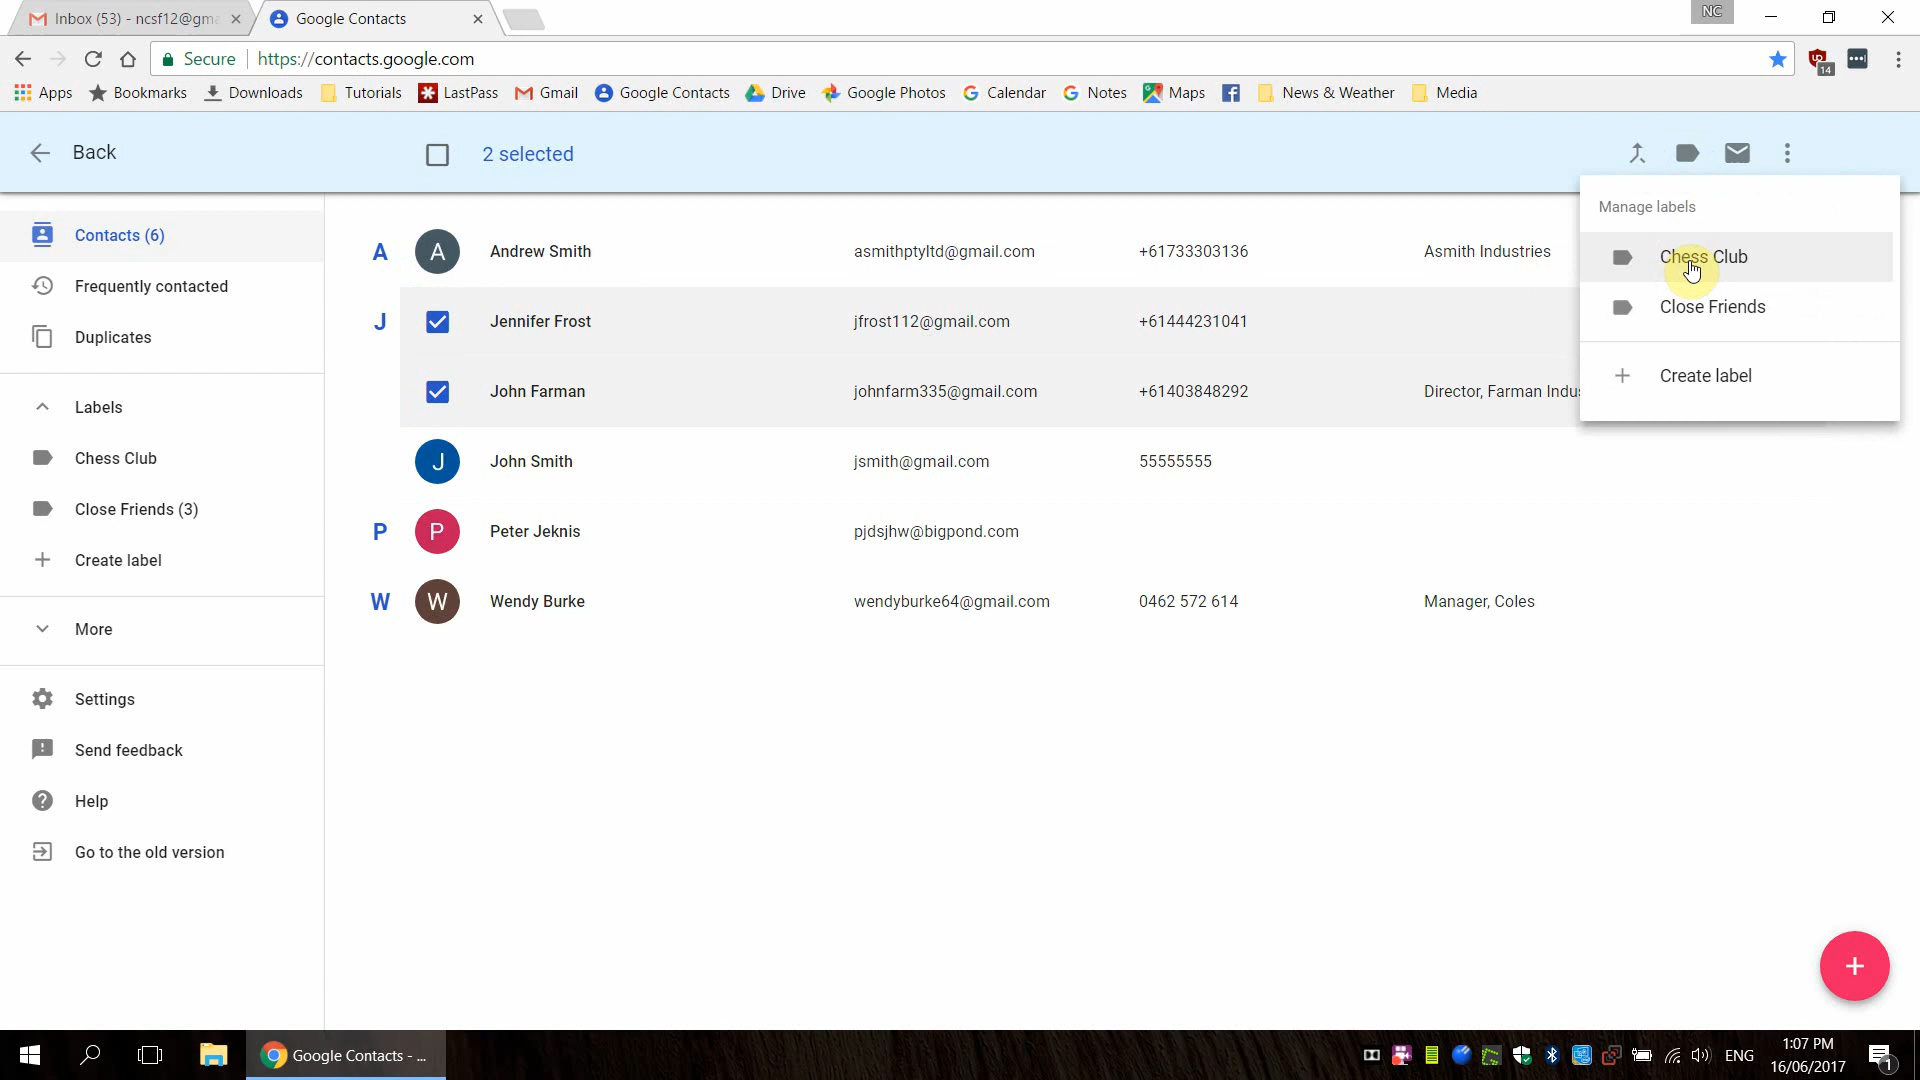 Inbox (53) - ncsf12@gma
Google Contacts
NC
Secure https://contacts.google.com
14
Apps Bookmarks Downloads Tutorials LastPass Gmail Google Contacts Drive Google Photos Calendar Notes Maps News & Weather Media
Back
2 selected
Manage labels
Chess Club
Close Friends
Create label
Contacts (6)
Frequently contacted
Duplicates
Labels
Chess Club
Close Friends (3)
Create label
More
Settings
Send feedback
Help
Go to the old version
A A Andrew Smith asmithptyltd@gmail.com +61733303136 Asmith Industries
J Jennifer Frost jfrost112@gmail.com +61444231041
John Farman johnfarm335@gmail.com +61403848292 Director, Farman Indus
J John Smith jsmith@gmail.com 55555555
P P Peter Jeknis pjdsjhw@bigpond.com
W W Wendy Burke wendyburke64@gmail.com 0462 572 614 Manager, Coles
Google Contacts - ...
ENG
1:07 PM
16/06/2017
1